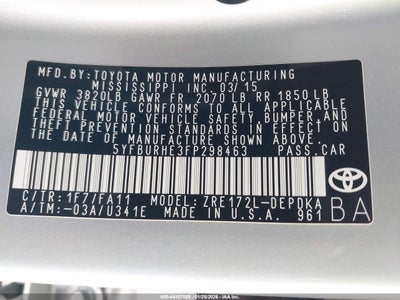 MFD.BY:TOYOTA MOTOR MANUFACTURING
MISSISSIPPI INC. 03/15
GVWR 3820LB GAWR FR 2070LB RR 1850LB
THIS VEHICLE CONFORMS TO ALL APPLICABLE
FEDERAL MOTOR VEHICLE SAFETY, BUMPER, AND
THEFT PREVENTION STANDARDS IN EFFECT ON
THE DATE OF MANUFACTURE SHOWN ABOVE.
5YFBURHE3FP298463 PASS.CAR
C/TR:1F7/FA11 MODEL:ZRE172L-DEPDKA
A/TM:-03A/U341E MADE IN U.S.A. 961
BA
TOYOTA